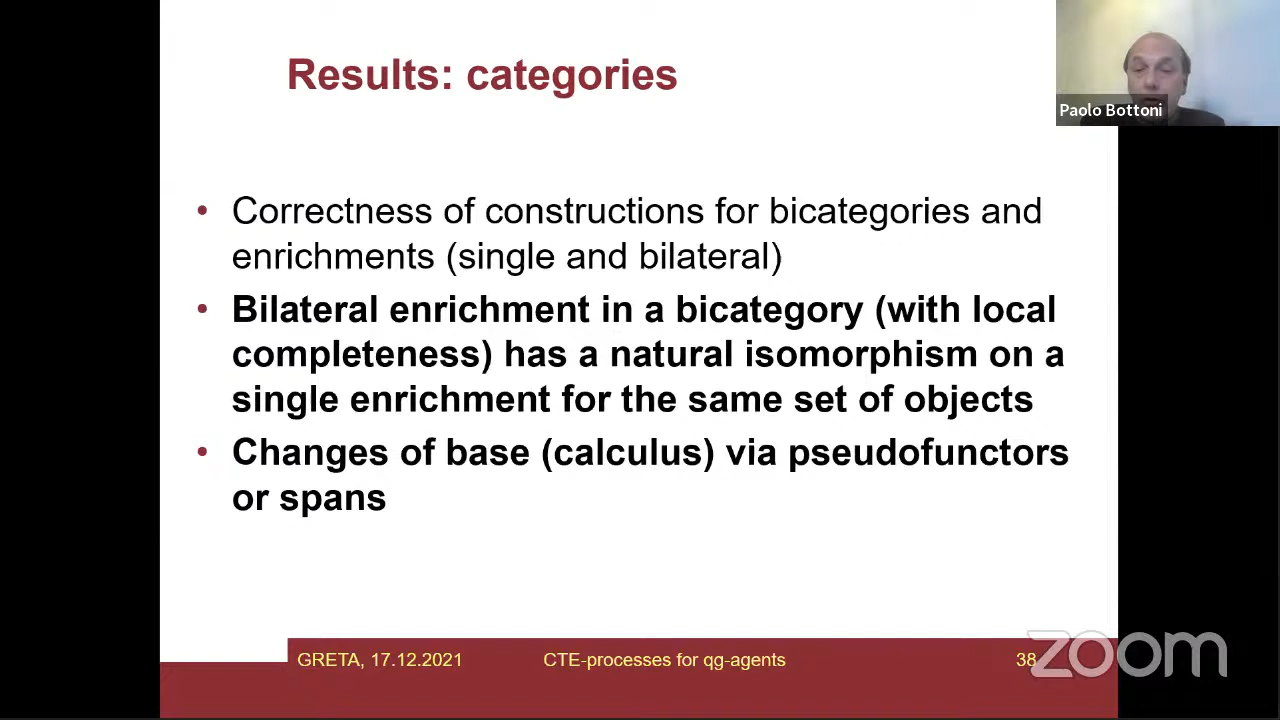 Results: categories
Paolo Bottoni
• Correctness of constructions for bicategories and
enrichments (single and bilateral)
• Bilateral enrichment in a bicategory (with local
completeness) has a natural isomorphism on a
single enrichment for the same set of objects
• Changes of base (calculus) via pseudofunctors
or spans
GRETA, 17.12.2021 CTE-processes for qg-agents 38
zoom